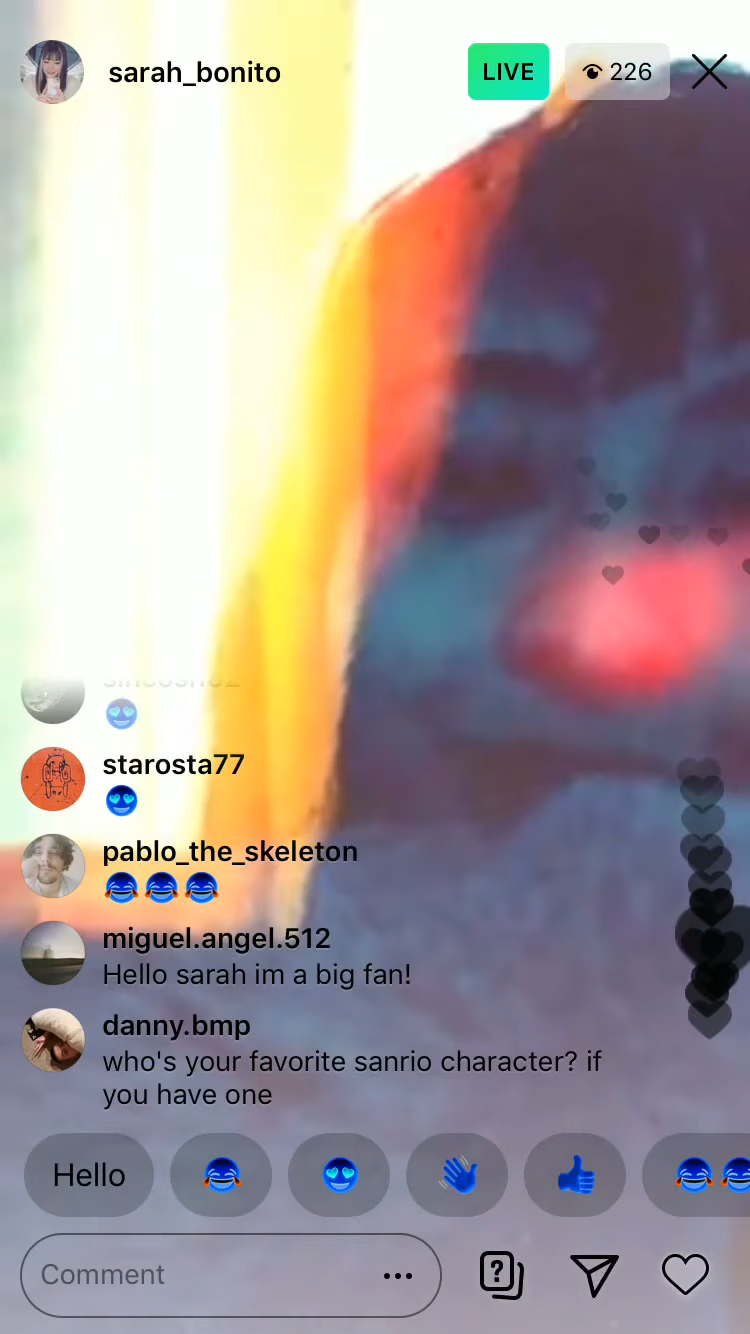 sarah_bonito
LIVE
226
starosta77
pablo_the_skeleton
miguel.angel.512
Hello sarah im a big fan!
danny.bmp
who's your favorite sanrio character? if
you have one
Hello
Comment